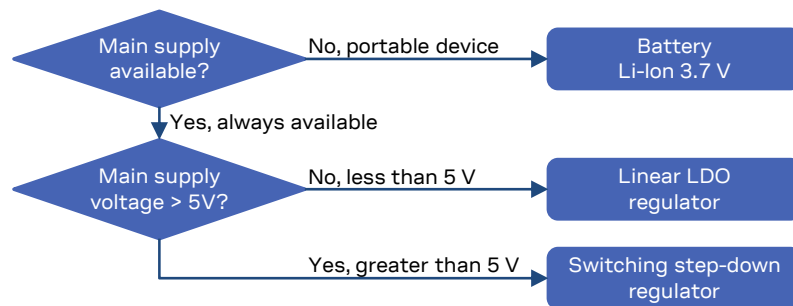 Main supply
available?
No, portable device
Battery
Li-Ion 3.7 V
Yes, always available
Main supply
voltage > 5V?
No, less than 5 V
Linear LDO
regulator
Yes, greater than 5 V
Switching step-down
regulator